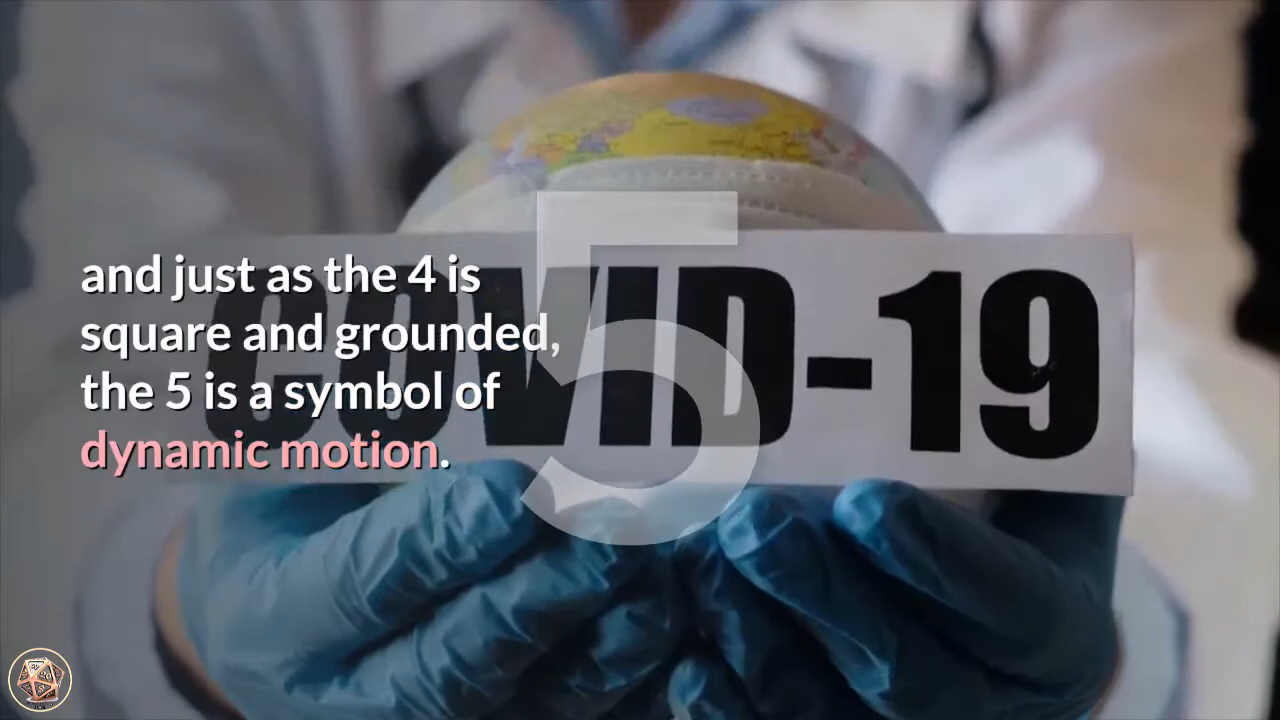 5
and just as the 4 is
square and grounded,
the 5 is a symbol of
dynamic motion.
COVID-19